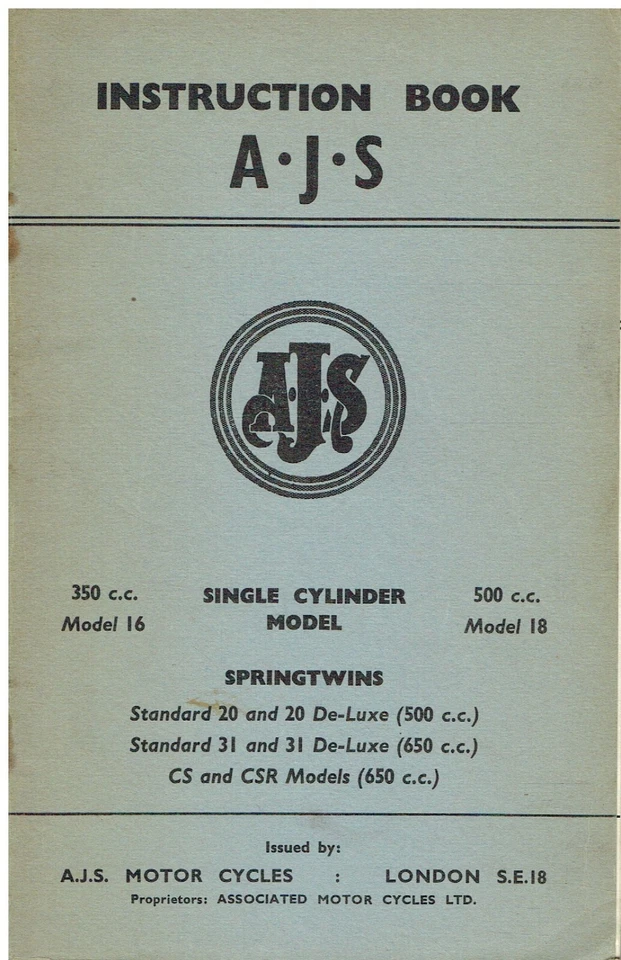 INSTRUCTION BOOK
A·J·S
A·J·S
350 c.c. SINGLE CYLINDER 500 c.c.
Model 16 MODEL Model 18
SPRINGTWINS
Standard 20 and 20 De-Luxe (500 c.c.)
Standard 31 and 31 De-Luxe (650 c.c.)
CS and CSR Models (650 c.c.)
Issued by:
A.J.S. MOTOR CYCLES : LONDON S.E.18
Proprietors: ASSOCIATED MOTOR CYCLES LTD.